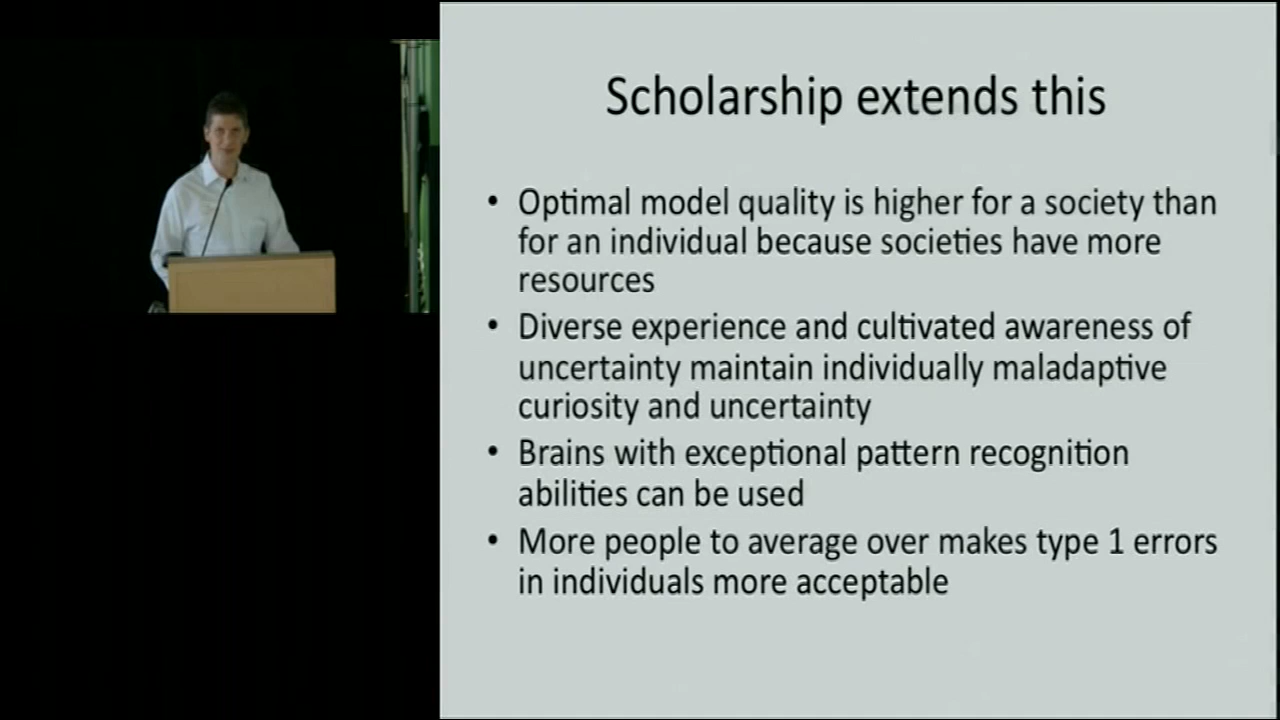 Scholarship extends this
• Optimal model quality is higher for a society than
for an individual because societies have more
resources
• Diverse experience and cultivated awareness of
uncertainty maintain individually maladaptive
curiosity and uncertainty
• Brains with exceptional pattern recognition
abilities can be used
• More people to average over makes type 1 errors
in individuals more acceptable